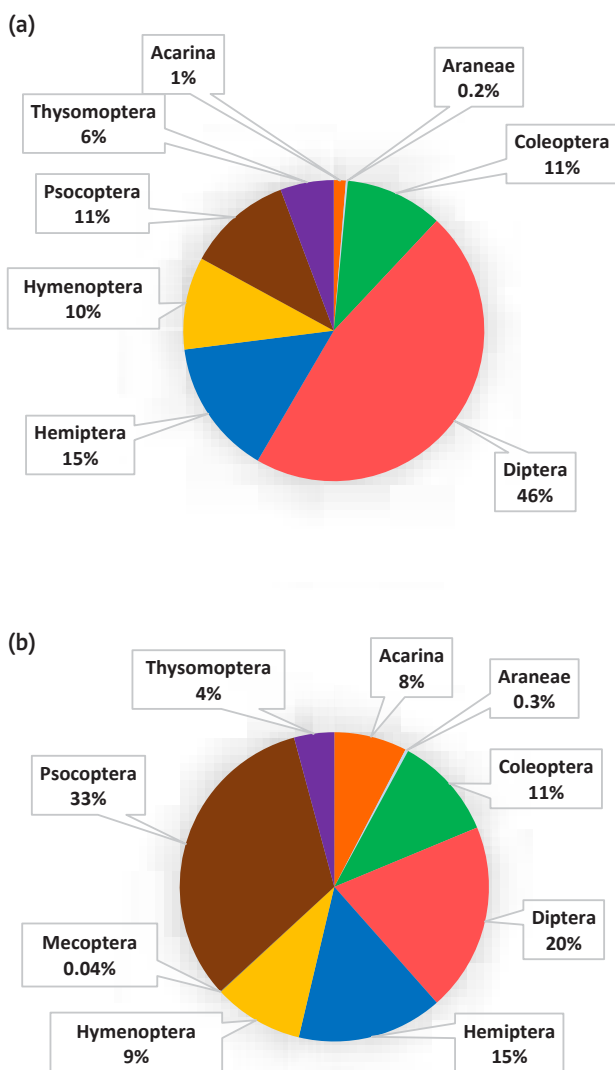 (a)
Acarina
1%
Araneae
0.2%
Thysomoptera
6%
Coleoptera
11%
Psocoptera
11%
Hymenoptera
10%
Hemiptera
15%
Diptera
46%
(b)
Thysomoptera
4%
Acarina
8%
Araneae
0.3%
Psocoptera
33%
Coleoptera
11%
Mecoptera
0.04%
Diptera
20%
Hymenoptera
9%
Hemiptera
15%